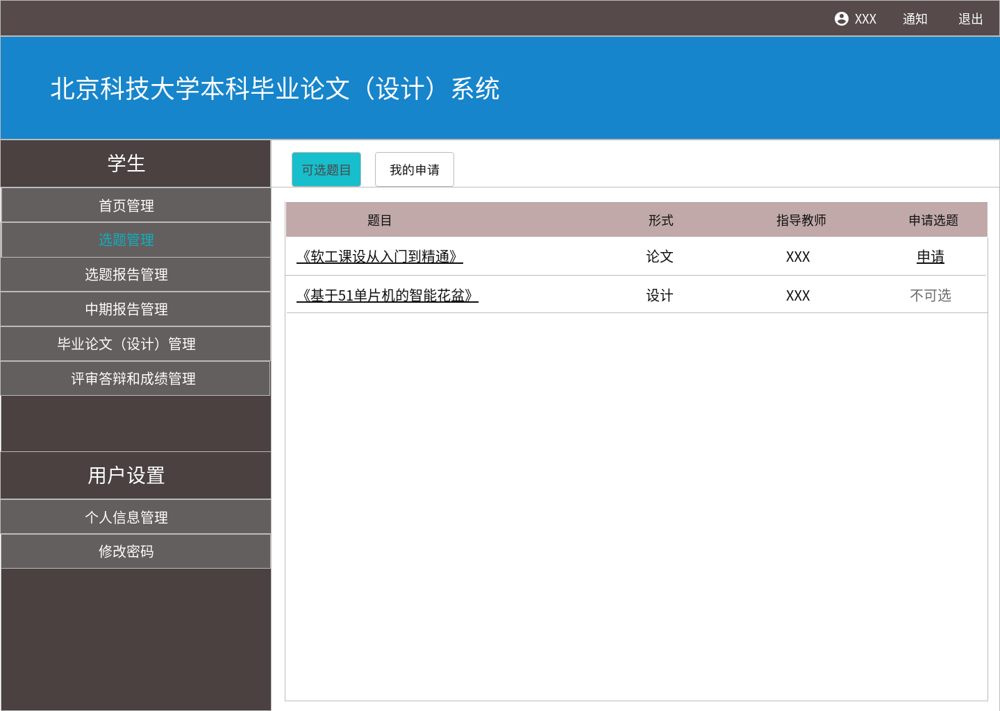 XXX 通知 退出
北京科技大学本科毕业论文（设计）系统
学生
首页管理
选题管理
选题报告管理
中期报告管理
毕业论文（设计）管理
评审答辩和成绩管理
用户设置
个人信息管理
修改密码
可选题目 我的申请
题目 形式 指导教师 申请选题
《软工课设从入门到精通》 论文 XXX 申请
《基于51单片机的智能花盆》 设计 XXX 不可选